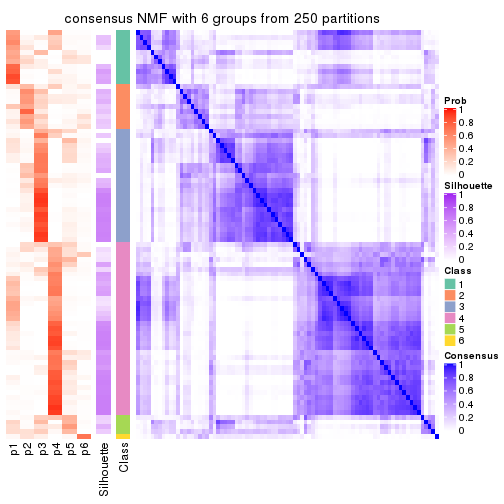 consensus NMF with 6 groups from 250 partitions
Prob
1
0.8
0.6
0.4
0.2
0
Silhouette
1
0.8
0.6
0.4
0.2
0
Class
1
2
3
4
5
6
Consensus
1
0.8
0.6
0.4
0.2
0
p1
p2
p3
p4
p5
p6
Silhouette
Class